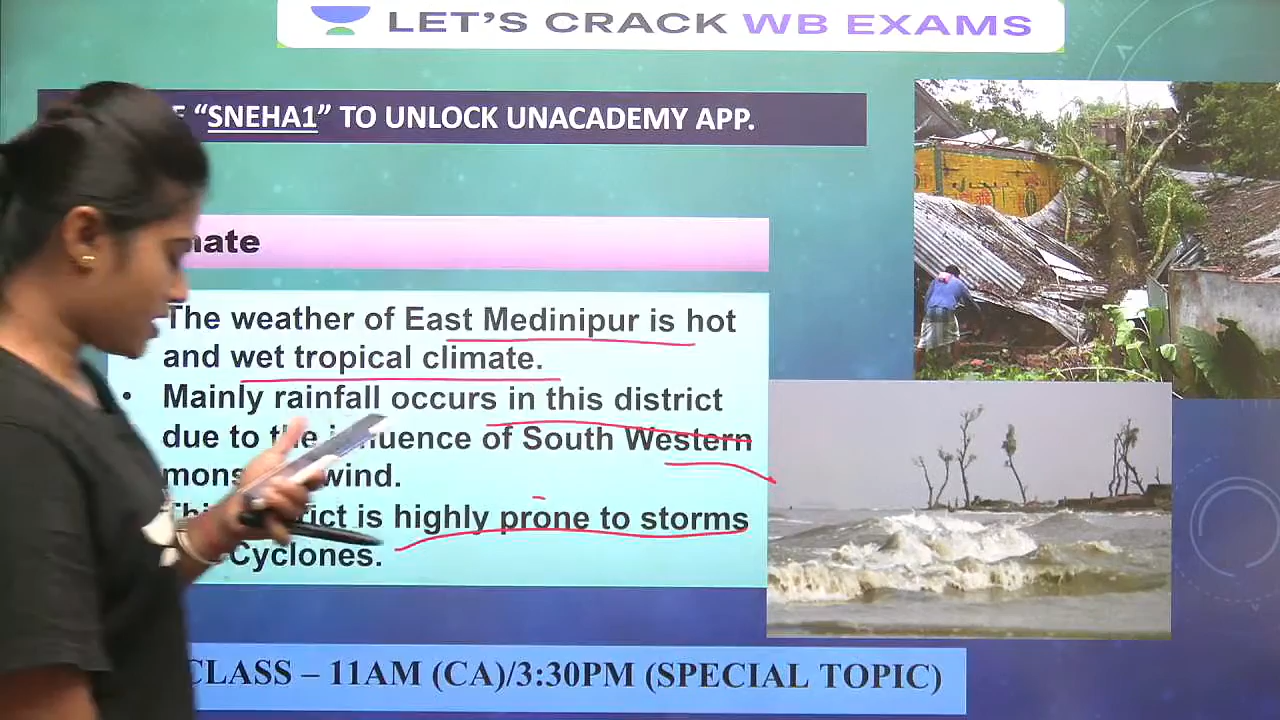 LET'S CRACK WB EXAMS
“SNEHA1” TO UNLOCK UNACADEMY APP.
The weather of East Medinipur is hot
and wet tropical climate.
• Mainly rainfall occurs in this district
due to the of South Western
wind.
is highly prone to storms
Cyclones.
CLASS – 11AM (CA)/3:30PM (SPECIAL TOPIC)